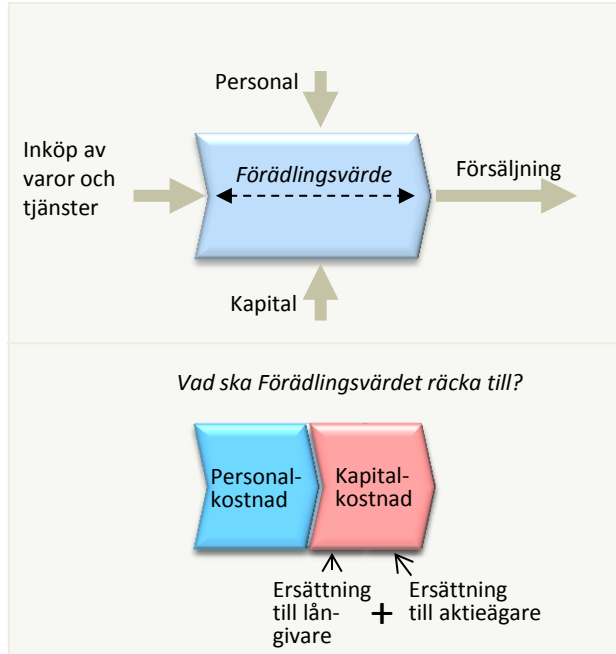 Personal
Inköp av
varor och
tjänster
Förädlingsvärde
Försäljning
Kapital
Vad ska Förädlingsvärdet räcka till?
Personal-
kostnad
Kapital-
kostnad
Ersättning
till lån-
givare
+
Ersättning
till aktieägare